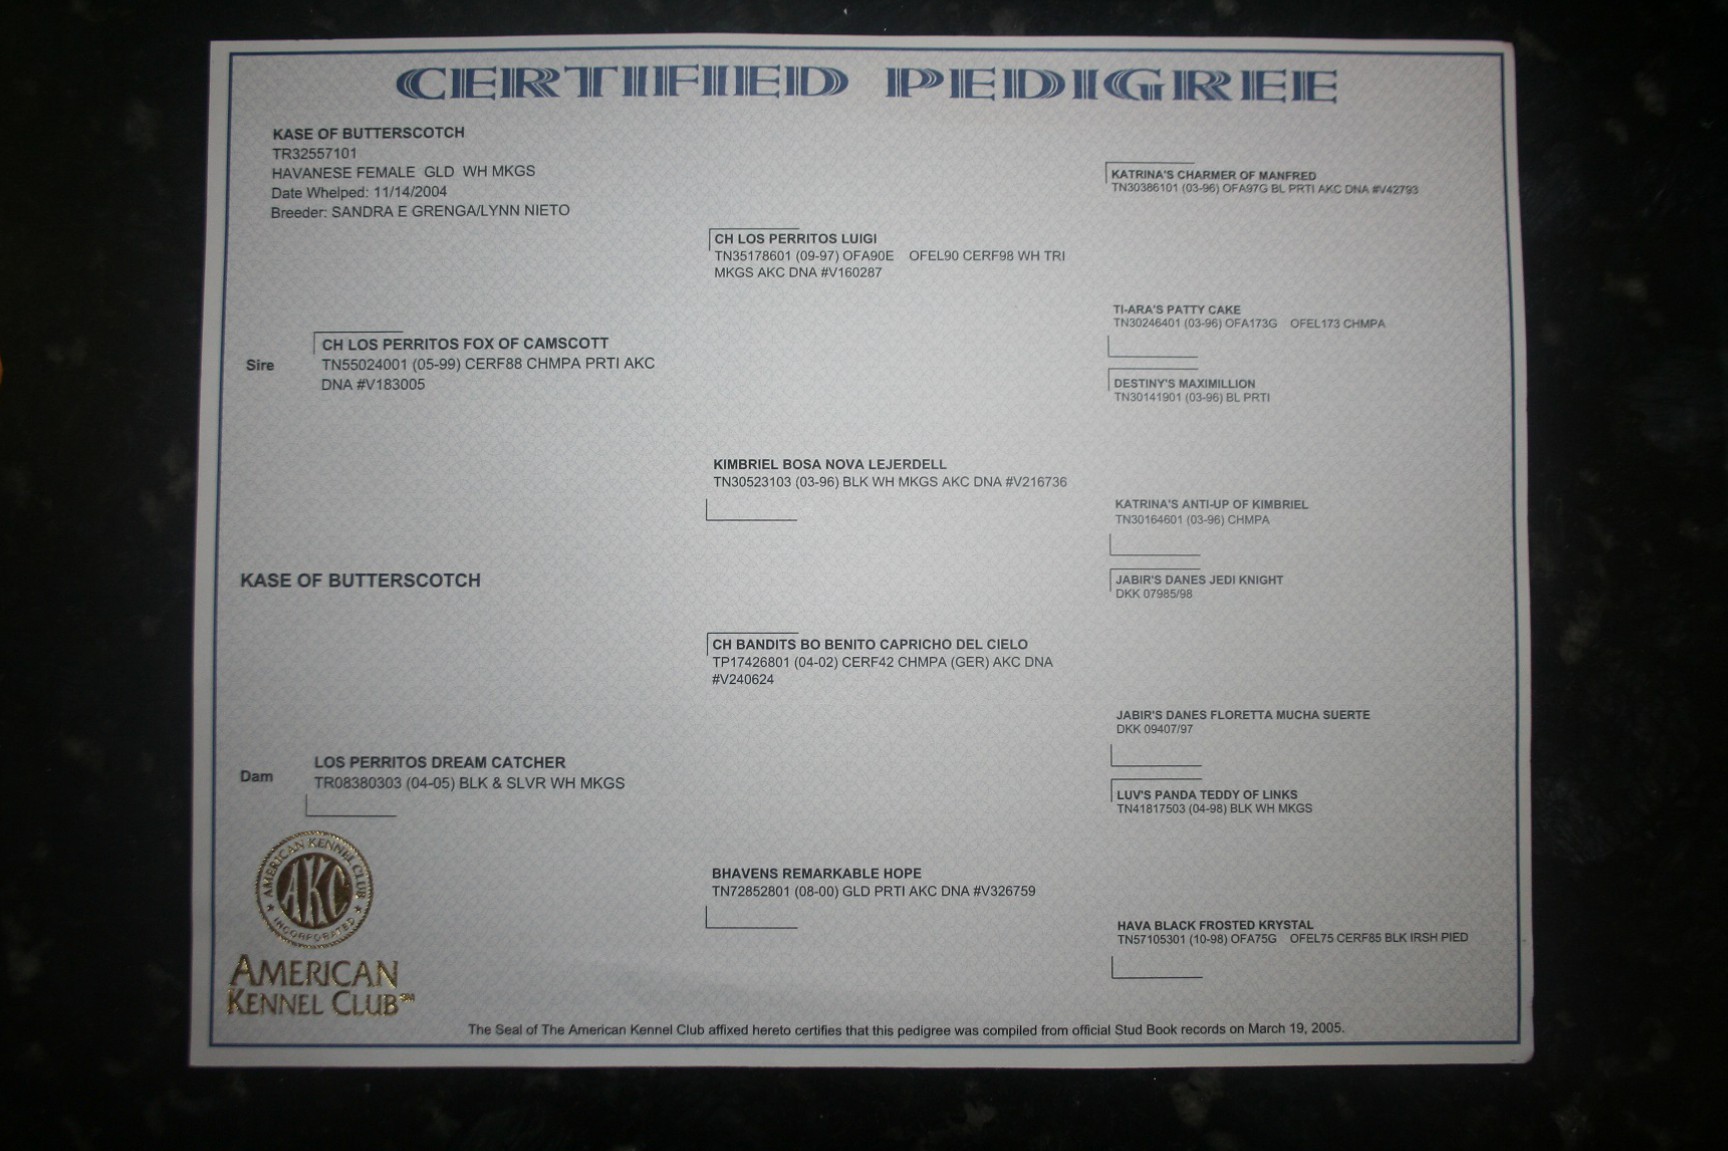 CERTIFIED PEDIGREE
KASE OF BUTTERSCOTCH
TR32557101
HAVANESE FEMALE GLD WH MKGS
Date Whelped: 11/14/2004
Breeder: SANDRA E GRENGA/LYNN NIETO
KATRINA'S CHARMER OF MANFRED
TN30386101 (03-96) OFA97G BL PRTI AKC DNA #V42793
CH LOS PERRITOS LUIGI
TN35178601 (09-97) OFA90E OFEL90 CERF98 WH TRI
MKGS AKC DNA #V160287
TI-ARA'S PATTY CAKE
TN30246401 (03-96) OFA173G OFEL173 CHMPA
Sire
CH LOS PERRITOS FOX OF CAMSCOTT
TN55024001 (05-99) CERF88 CHMPA PRTI AKC
DNA #V183005
DESTINY'S MAXIMILLION
TN30141901 (03-96) BL PRTI
KIMBRIEL BOSA NOVA LEJERDELL
TN30523103 (03-96) BLK WH MKGS AKC DNA #V216736
KATRINA'S ANTI-UP OF KIMBRIEL
TN30164601 (03-96) CHMPA
KASE OF BUTTERSCOTCH
JABIR'S DANES JEDI KNIGHT
DKK 07985/98
CH BANDITS BO BENITO CAPRICHO DEL CIELO
TP17426801 (04-02) CERF42 CHMPA (GER) AKC DNA
#V240624
JABIR'S DANES FLORETTA MUCHA SUERTE
DKK 09407/97
Dam
LOS PERRITOS DREAM CATCHER
TR08380303 (04-05) BLK & SLVR WH MKGS
LUV'S PANDA TEDDY OF LINKS
TN41817503 (04-98) BLK WH MKGS
BHAVENS REMARKABLE HOPE
TN72852801 (08-00) GLD PRTI AKC DNA #V326759
HAVA BLACK FROSTED KRYSTAL
TN57105301 (10-98) OFA75G OFEL75 CERF85 BLK IRSH PIED
AMERICAN KENNEL CLUB
AKC
INCORPORATED
AMERICAN
KENNEL CLUB℠
The Seal of The American Kennel Club affixed hereto certifies that this pedigree was compiled from official Stud Book records on March 19, 2005.